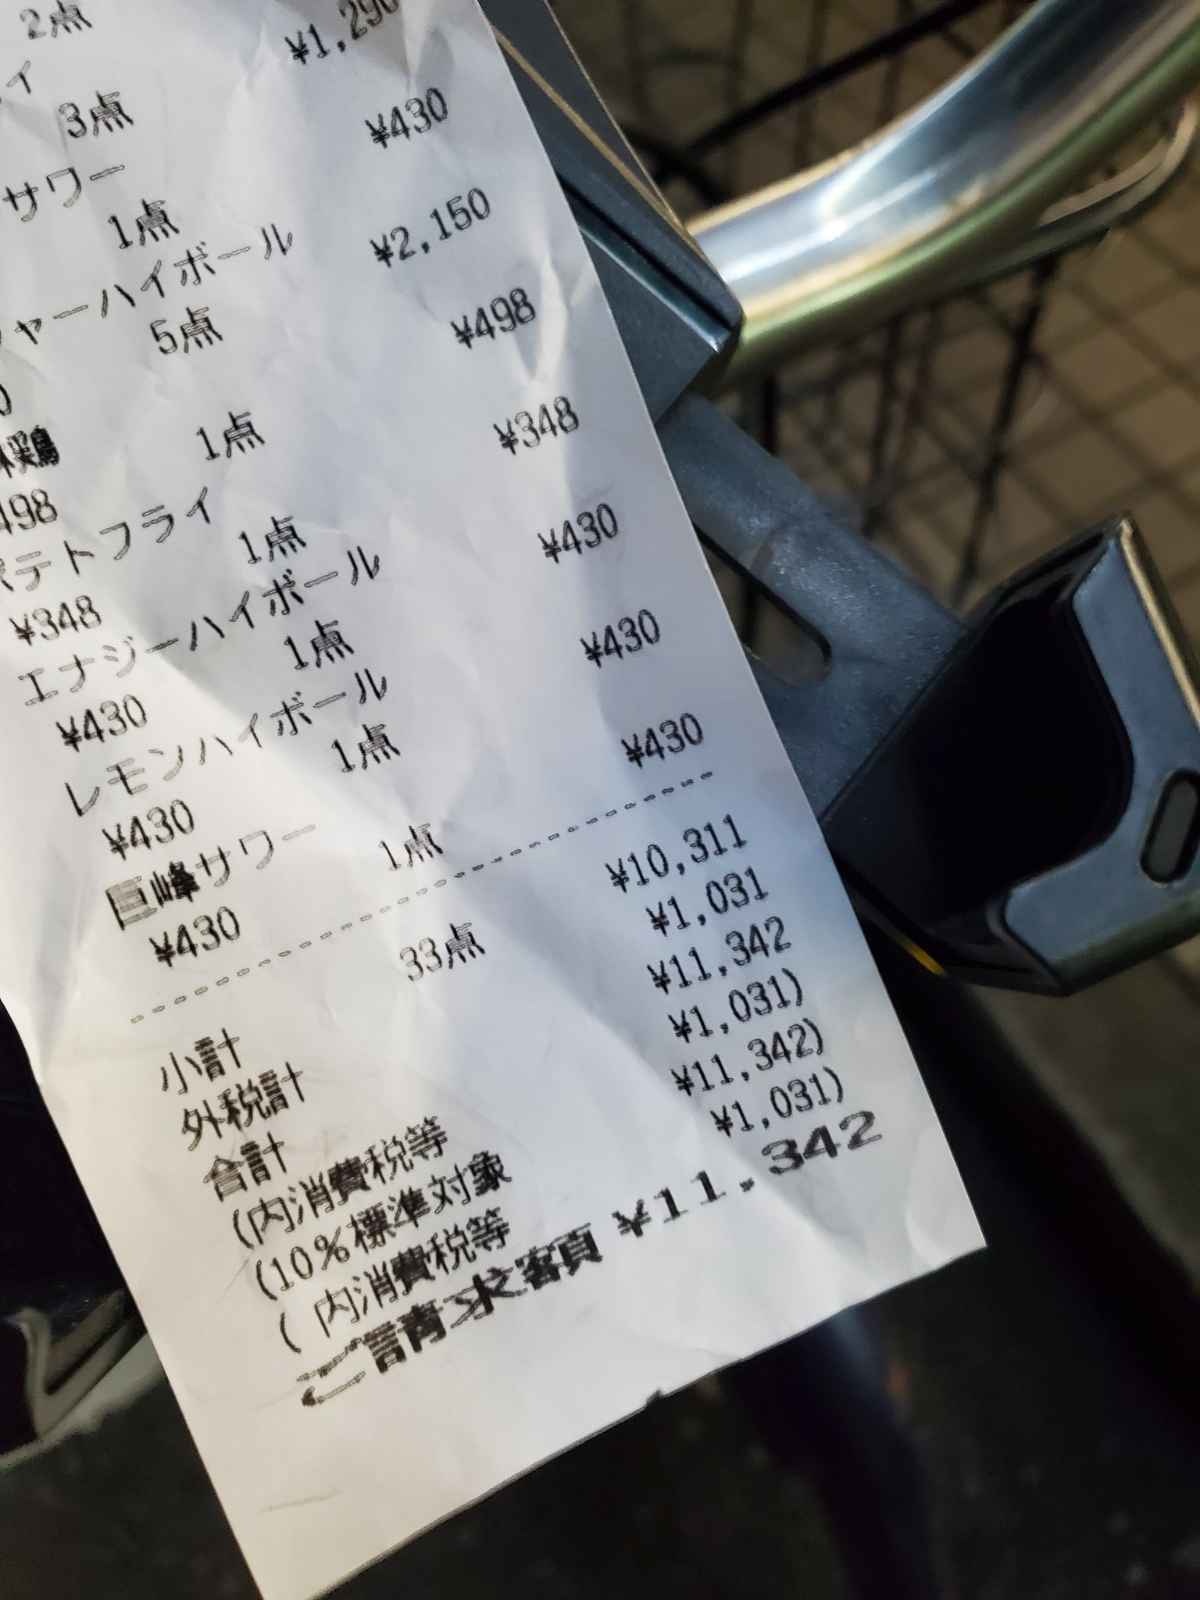 2点
ィ ¥1,290
3点
サワー ¥430
1点
ャーハイボール ¥2,150
5点
0 ¥498
1点
498
ポテトフライ ¥348
1点
¥348
エナジーハイボール ¥430
1点
¥430
レモンハイボール ¥430
1点
¥430
巨峰サワー ¥430
1点
¥430
33点
小計 ¥10,311
外税計 ¥1,031
合計 ¥11,342
(内消費税等 ¥1,031)
(10%標準対象 ¥11,342)
( 内消費税等 ¥1,031)
ご請求額 ¥11,342